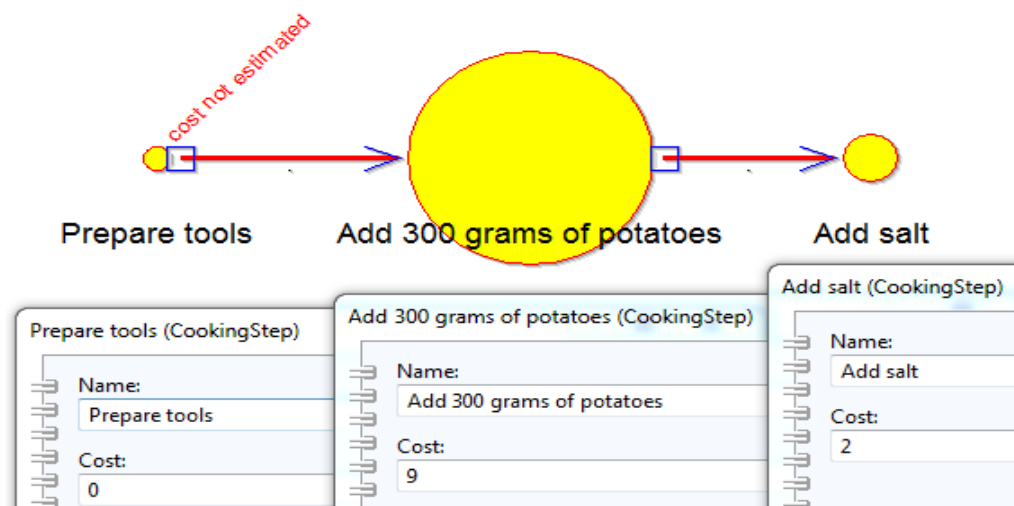 cost not estimated
Prepare tools
Add 300 grams of potatoes
Add salt
Prepare tools (CookingStep)
Name:
Prepare tools
Cost:
0
Add 300 grams of potatoes (CookingStep)
Name:
Add 300 grams of potatoes
Cost:
9
Add salt (CookingStep)
Name:
Add salt
Cost:
2